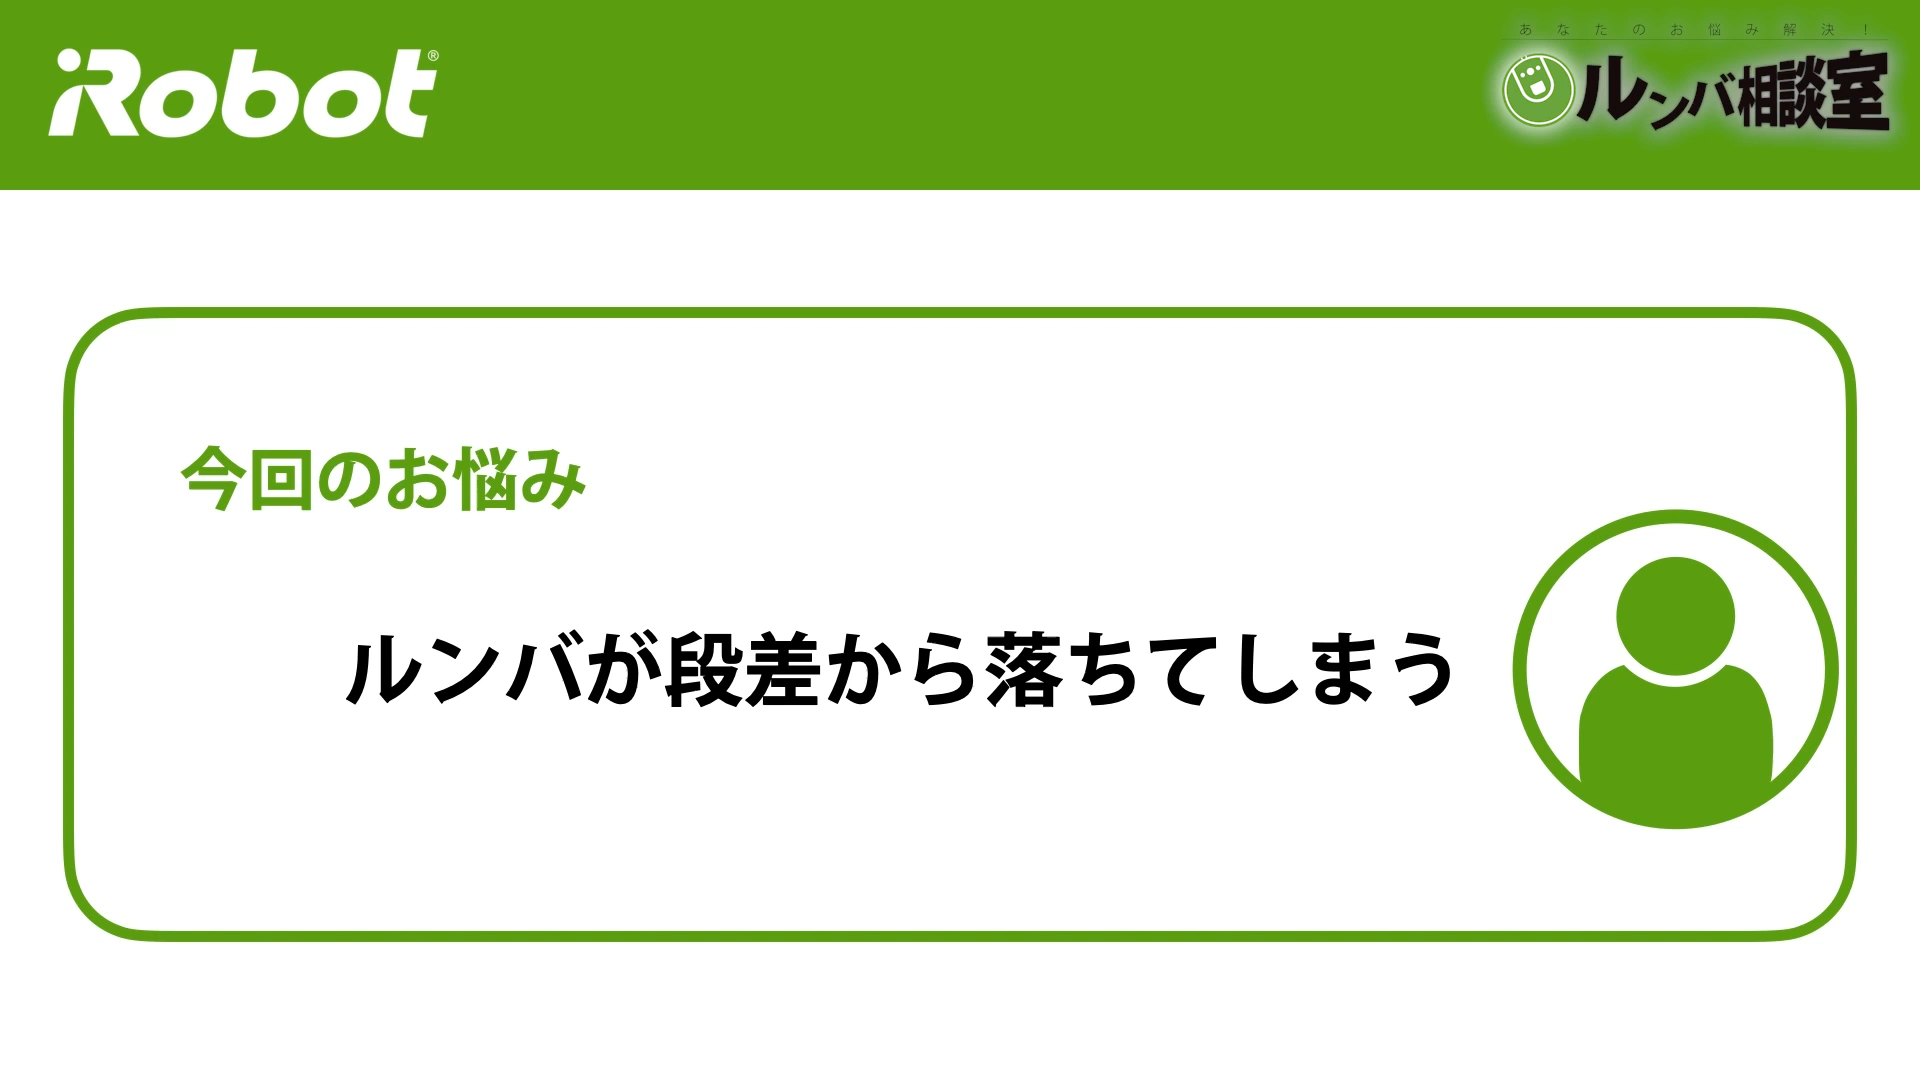 iRobot®
あなたのお悩み解決！
ルンバ相談室
今回のお悩み
ルンバが段差から落ちてしまう